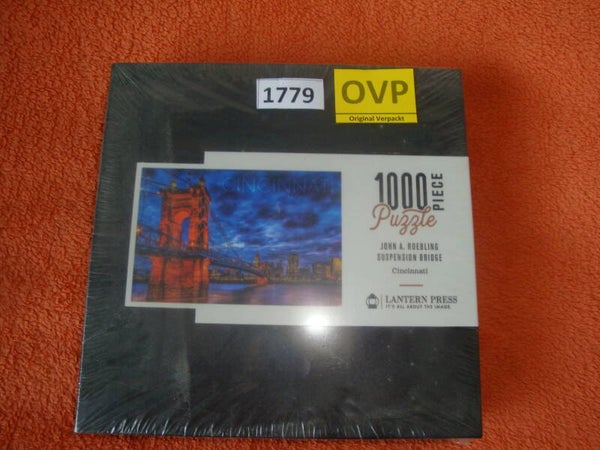 1779
OVP
Original Verpackt
CINCINNATI
1000
PIECE
Puzzle
JOHN A. ROEBLING
SUSPENSION BRIDGE
Cincinnati
LANTERN PRESS
IT'S ALL ABOUT THE IMAGE.